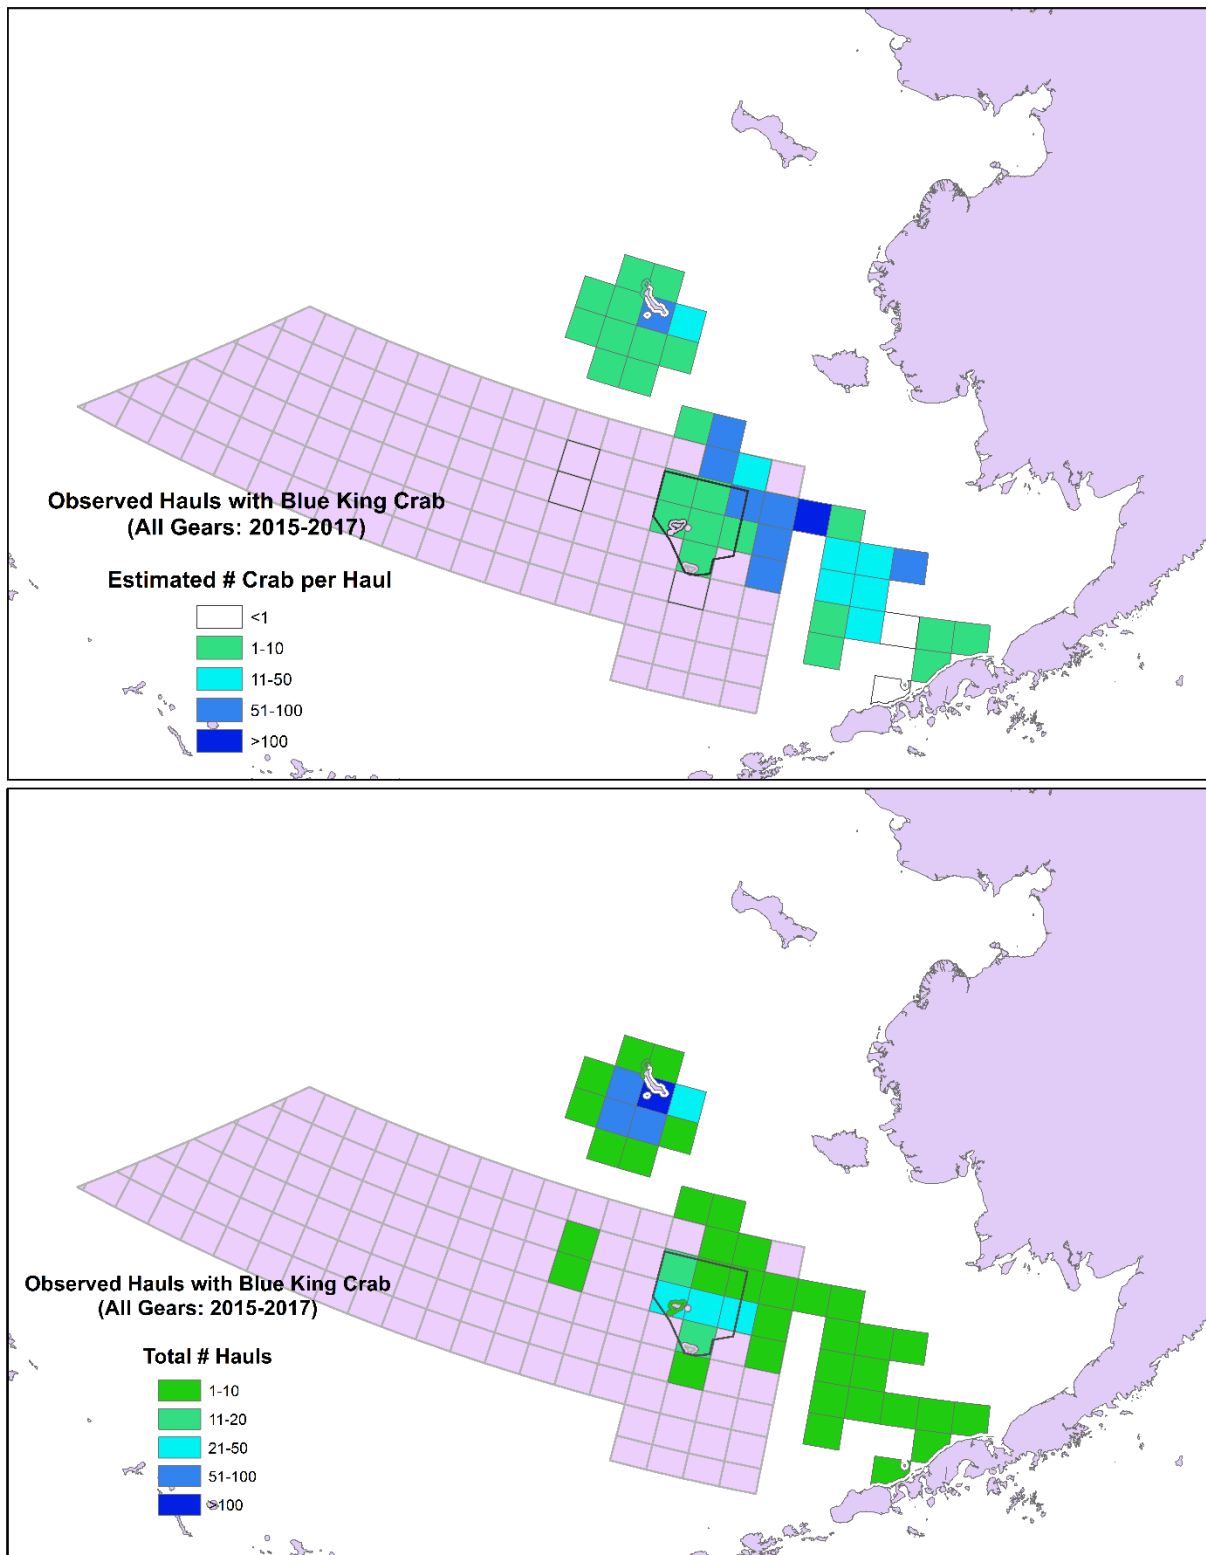 Observed Hauls with Blue King Crab
(All Gears: 2015-2017)
Estimated # Crab per Haul
<1
1-10
11-50
51-100
>100
Observed Hauls with Blue King Crab
(All Gears: 2015-2017)
Total # Hauls
1-10
11-20
21-50
51-100
>100